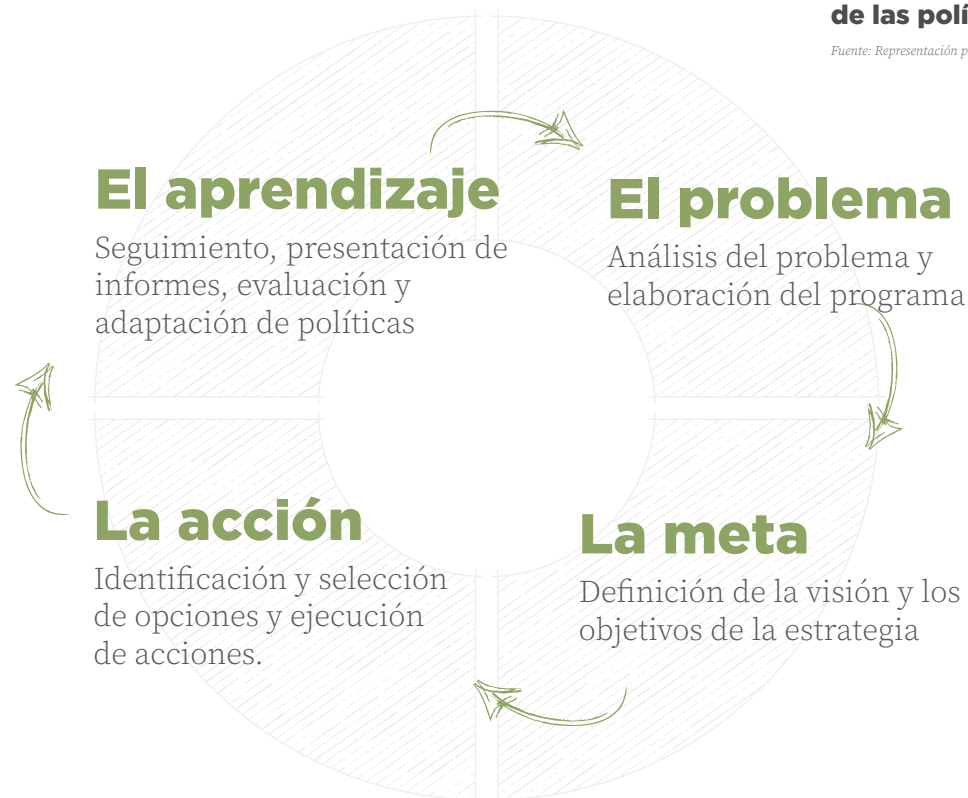 de las polí
Fuente: Representación p
El aprendizaje
Seguimiento, presentación de
informes, evaluación y
adaptación de políticas
El problema
Análisis del problema y
elaboración del programa
La acción
Identificación y selección
de opciones y ejecución
de acciones.
La meta
Definición de la visión y los
objetivos de la estrategia